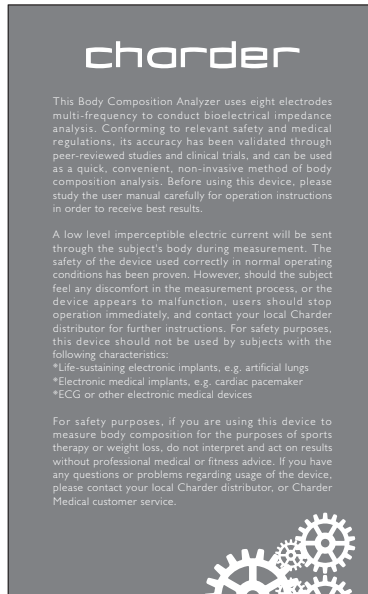 charder
This Body Composition Analyzer uses eight electrodes
multi-frequency to conduct bioelectrical impedance
analysis. Conforming to relevant safety and medical
regulations, its accuracy has been validated through
peer-reviewed studies and clinical trials, and can be used
as a quick, convenient, non-invasive method of body
composition analysis. Before using this device, please
study the user manual carefully for operation instructions
in order to receive best results.
A low level imperceptible electric current will be sent
through the subject's body during measurement. The
safety of the device used correctly in normal operating
conditions has been proven. However, should the subject
feel any discomfort in the measurement process, or the
device appears to malfunction, users should stop
operation immediately, and contact your local Charder
distributor for further instructions. For safety purposes,
this device should not be used by subjects with the
following characteristics:
*Life-sustaining electronic implants, e.g. artificial lungs
*Electronic medical implants, e.g. cardiac pacemaker
*ECG or other electronic medical devices
For safety purposes, if you are using this device to
measure body composition for the purposes of sports
therapy or weight loss, do not interpret and act on results
without professional medical or fitness advice. If you have
any questions or problems regarding usage of the device,
please contact your local Charder distributor, or Charder
Medical customer service.